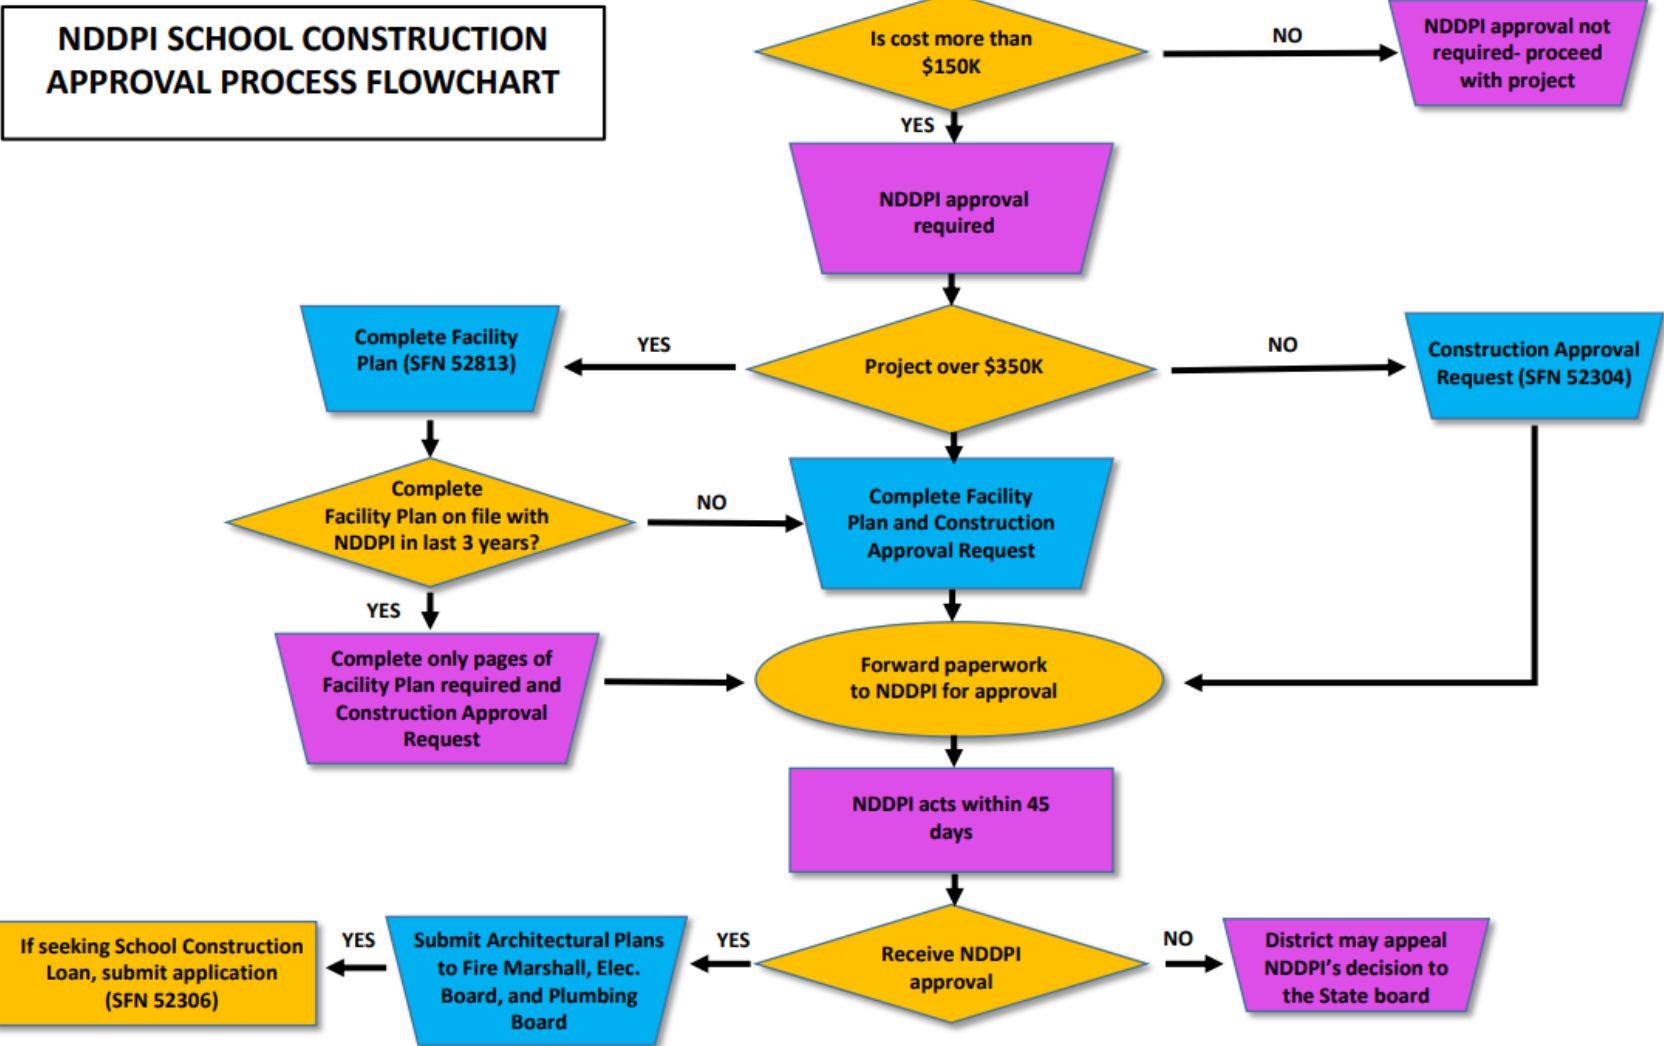 NDDPI SCHOOL CONSTRUCTION
APPROVAL PROCESS FLOWCHART
Is cost more than
$150K
NO
NDDPI approval not
required- proceed
with project
YES
NDDPI approval
required
Complete Facility
Plan (SFN 52813)
YES
Project over $350K
NO
Construction Approval
Request (SFN 52304)
Complete
Facility Plan on file with
NDDPI in last 3 years?
NO
Complete Facility
Plan and Construction
Approval Request
YES
Complete only pages of
Facility Plan required and
Construction Approval
Request
Forward paperwork
to NDDPI for approval
NDDPI acts within 45
days
If seeking School Construction
Loan, submit application
(SFN 52306)
YES
Submit Architectural Plans
to Fire Marshall, Elec.
Board, and Plumbing
Board
YES
Receive NDDPI
approval
NO
District may appeal
NDDPI’s decision to
the State board